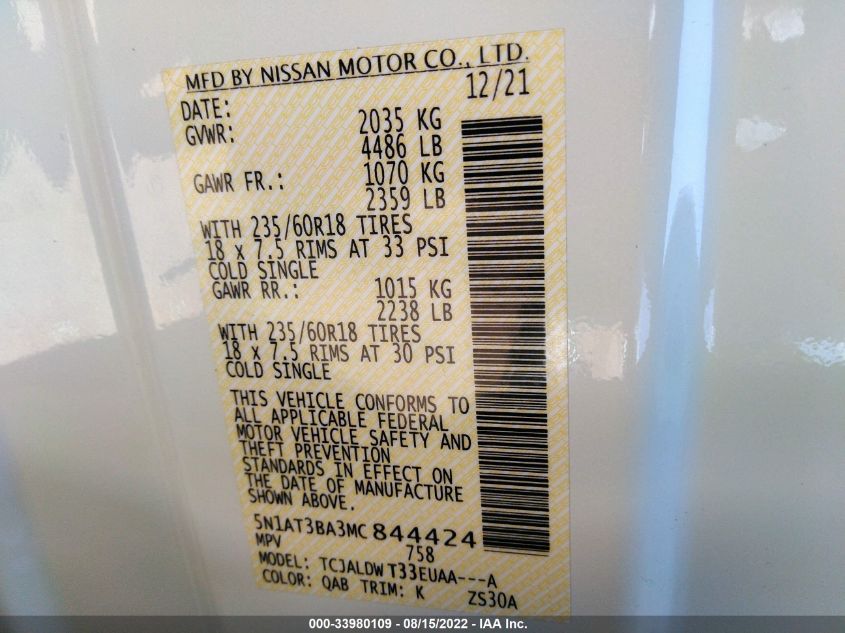 MFD BY NISSAN MOTOR CO., LTD.
DATE: 12/21
GVWR: 2035 KG
4486 LB
GAWR FR.: 1070 KG
2359 LB
WITH 235/60R18 TIRES
18 x 7.5 RIMS AT 33 PSI
COLD SINGLE
GAWR RR.: 1015 KG
2238 LB
WITH 235/60R18 TIRES
18 x 7.5 RIMS AT 30 PSI
COLD SINGLE
THIS VEHICLE CONFORMS TO
ALL APPLICABLE FEDERAL
MOTOR VEHICLE SAFETY AND
THEFT PREVENTION
STANDARDS IN EFFECT ON
THE DATE OF MANUFACTURE
SHOWN ABOVE.
5N1AT3BA3MC 844424
MPV 758
MODEL: TCJALDW T33EUAA---A
COLOR: QAB TRIM: K ZS30A
000-33980109 - 08/15/2022 - IAA Inc.